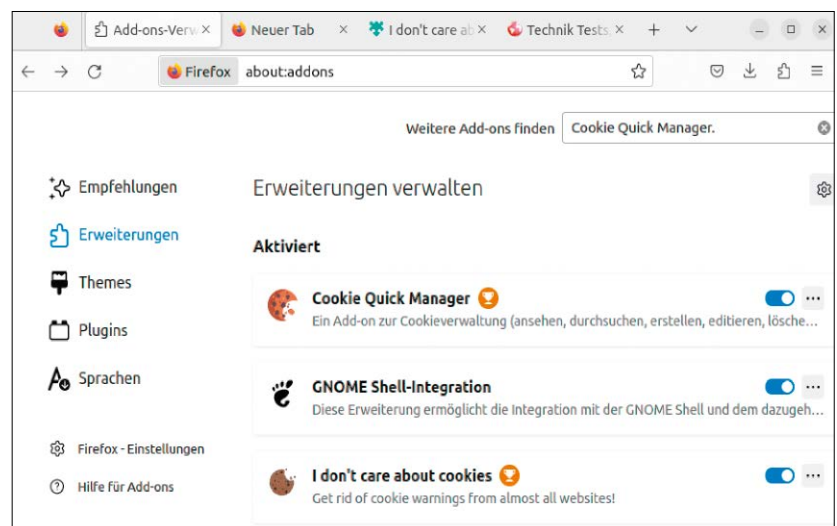 Add-ons-Verw
Neuer Tab
I don't care ab
Technik Tests,
Firefox about:addons
Weitere Add-ons finden Cookie Quick Manager.
Empfehlungen
Erweiterungen
Themes
Plugins
Sprachen
Firefox - Einstellungen
Hilfe für Add-ons
Erweiterungen verwalten
Aktiviert
Cookie Quick Manager
Ein Add-on zur Cookieverwaltung (ansehen, durchsuchen, erstellen, editieren, lösche...
GNOME Shell-Integration
Diese Erweiterung ermöglicht die Integration mit der GNOME Shell und dem dazugeh...
I don't care about cookies
Get rid of cookie warnings from almost all websites!